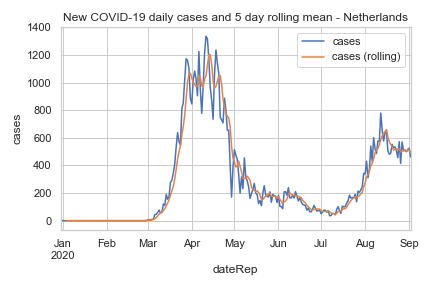 New COVID-19 daily cases and 5 day rolling mean - Netherlands
1400
1200
1000
800
600
400
200
0
cases
cases
cases (rolling)
Jan
2020
Feb
Mar
Apr
May
Jun
Jul
Aug
Sep
dateRep